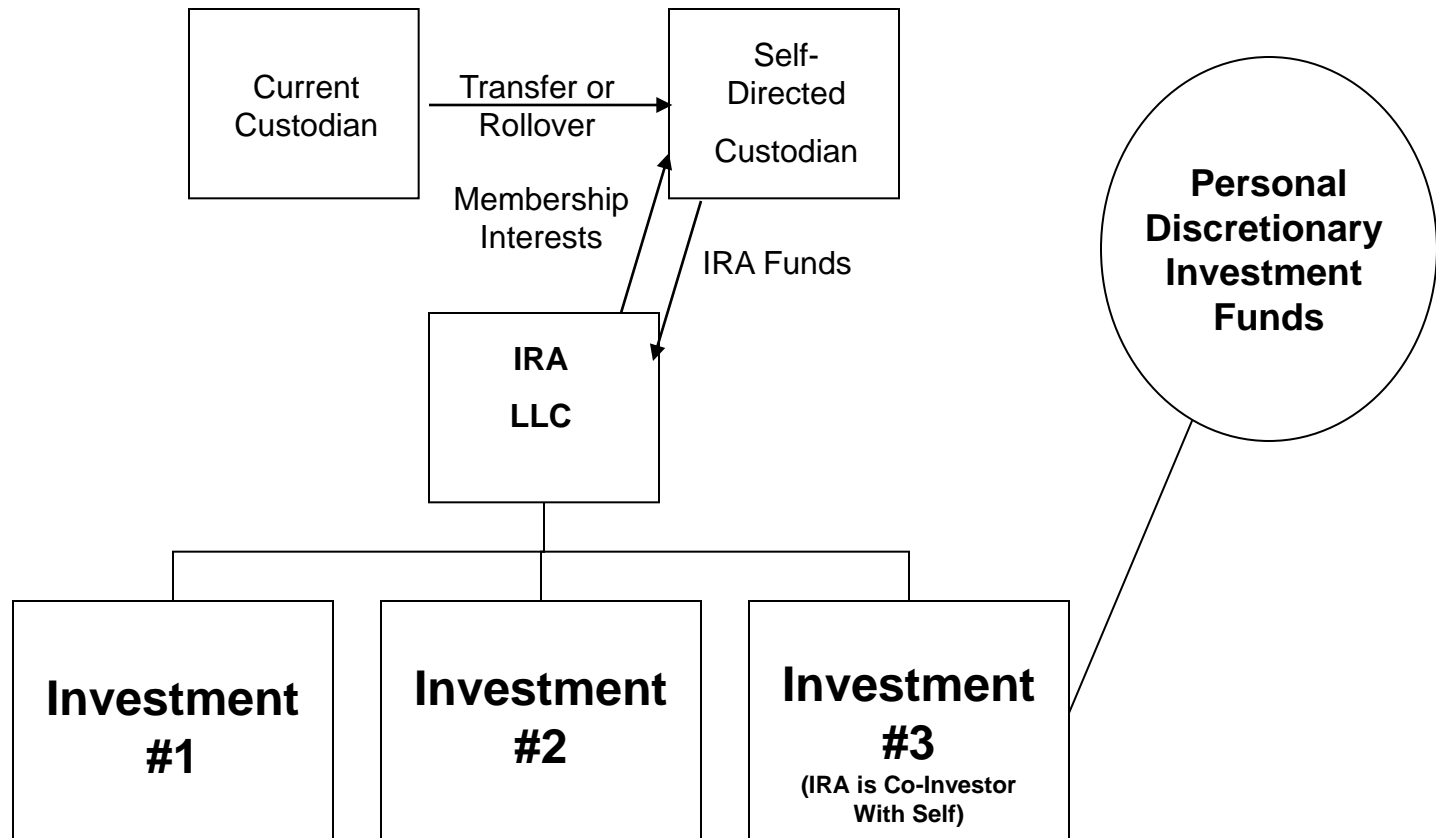 Current
Custodian
Transfer or
Rollover
Self-
Directed
Custodian
Membership
Interests
IRA Funds
Personal
Discretionary
Investment
Funds
IRA
LLC
Investment
#1
Investment
#2
Investment
#3
(IRA is Co-Investor
With Self)